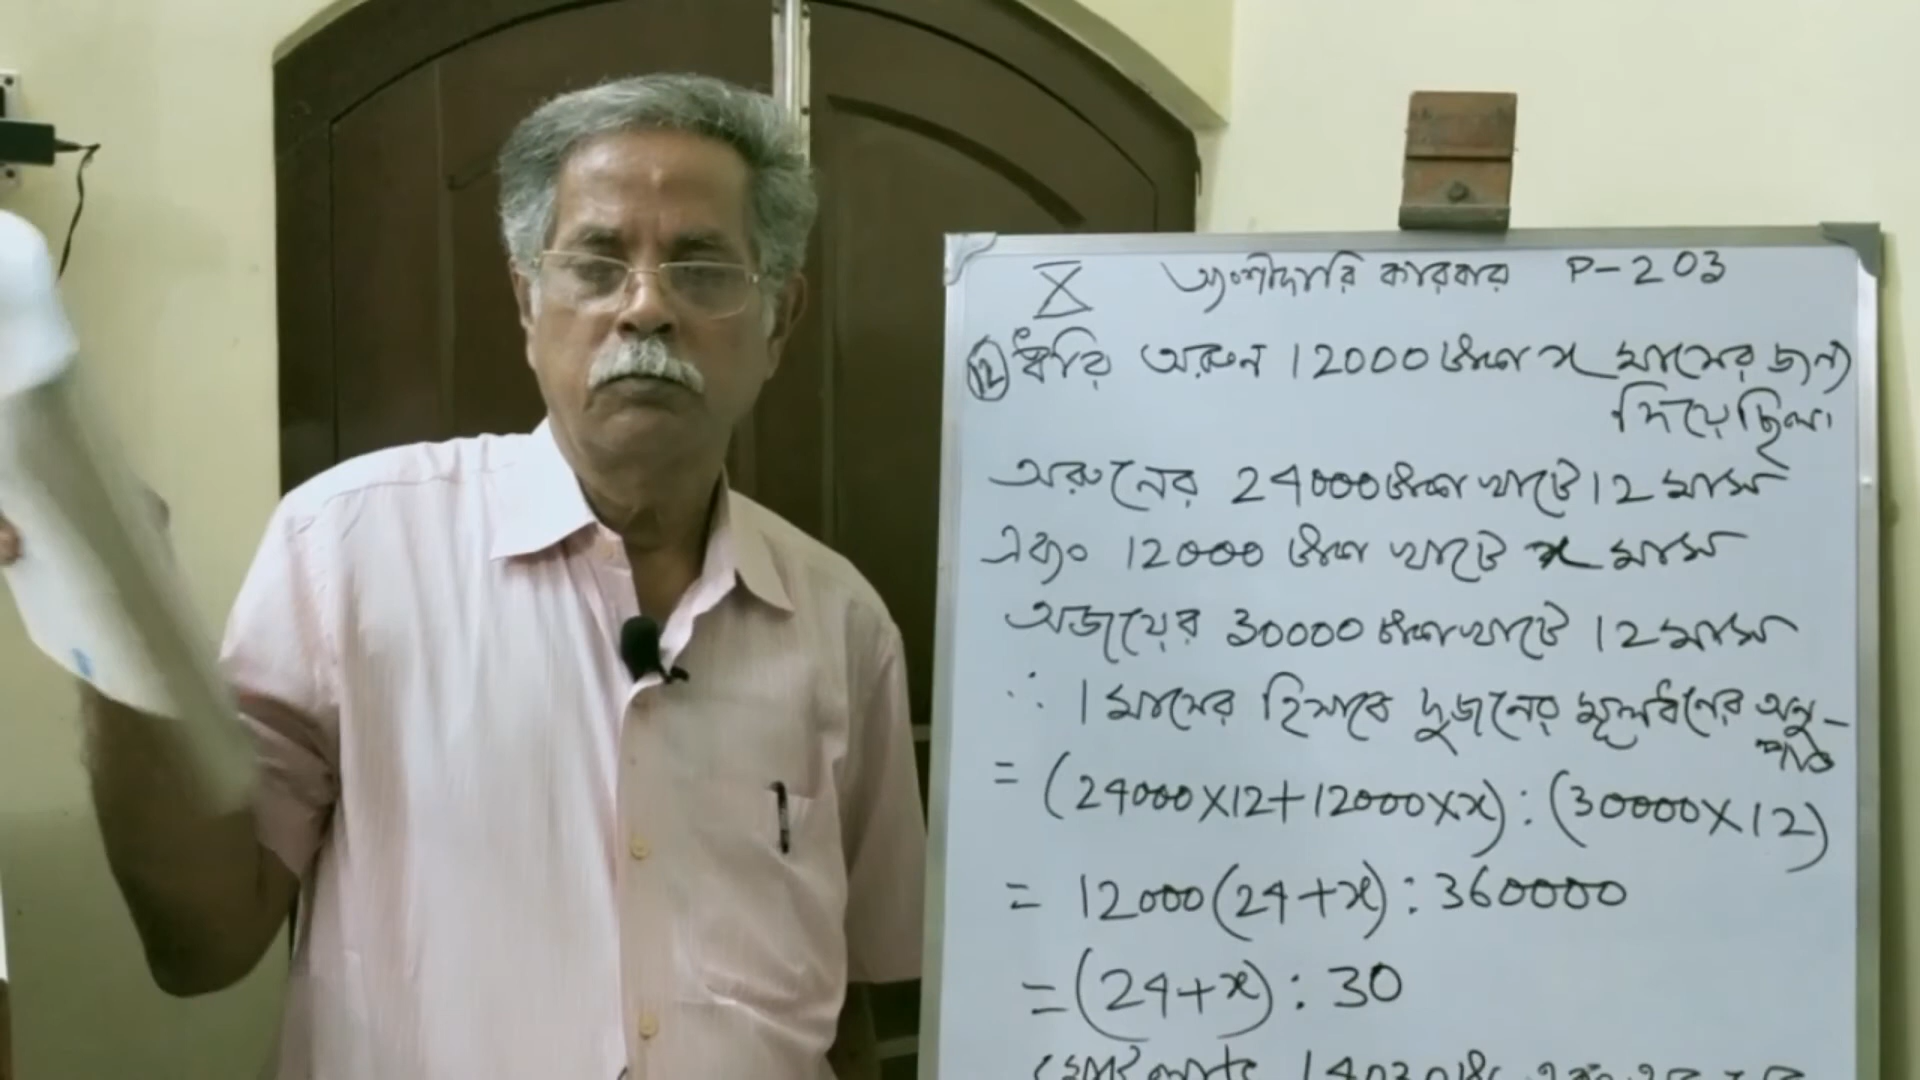 X অংশীদারি কারবার P-203
(12) ধরি অরুন 12000 টাকা x মাসের জন্য
দিয়েছিল।
অরুনের 24000 টাকা খাটে 12 মাস
এবং 12000 টাকা খাটে x মাস
অজয়ের 30000 টাকা খাটে 12 মাস
∴ 1 মাসের হিসাবে দুজনের মূলধনের অনু-
পাত
= (24000×12+12000×x) : (30000×12)
= 12000(24+x) : 360000
= (24+x) : 30
মোট লাভ 14030